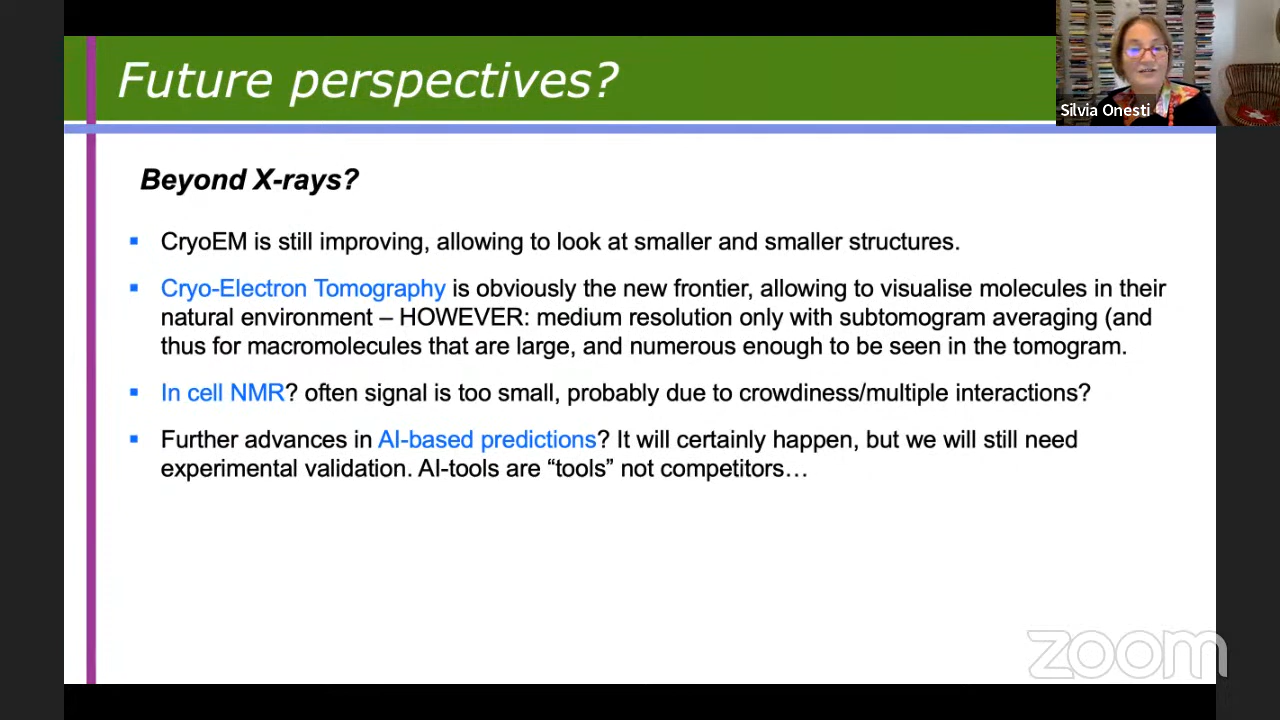 Future perspectives?
Silvia Onesti
Beyond X-rays?
CryoEM is still improving, allowing to look at smaller and smaller structures.
Cryo-Electron Tomography is obviously the new frontier, allowing to visualise molecules in their
natural environment – HOWEVER: medium resolution only with subtomogram averaging (and
thus for macromolecules that are large, and numerous enough to be seen in the tomogram.
In cell NMR? often signal is too small, probably due to crowdiness/multiple interactions?
Further advances in AI-based predictions? It will certainly happen, but we will still need
experimental validation. AI-tools are “tools” not competitors…
zoom